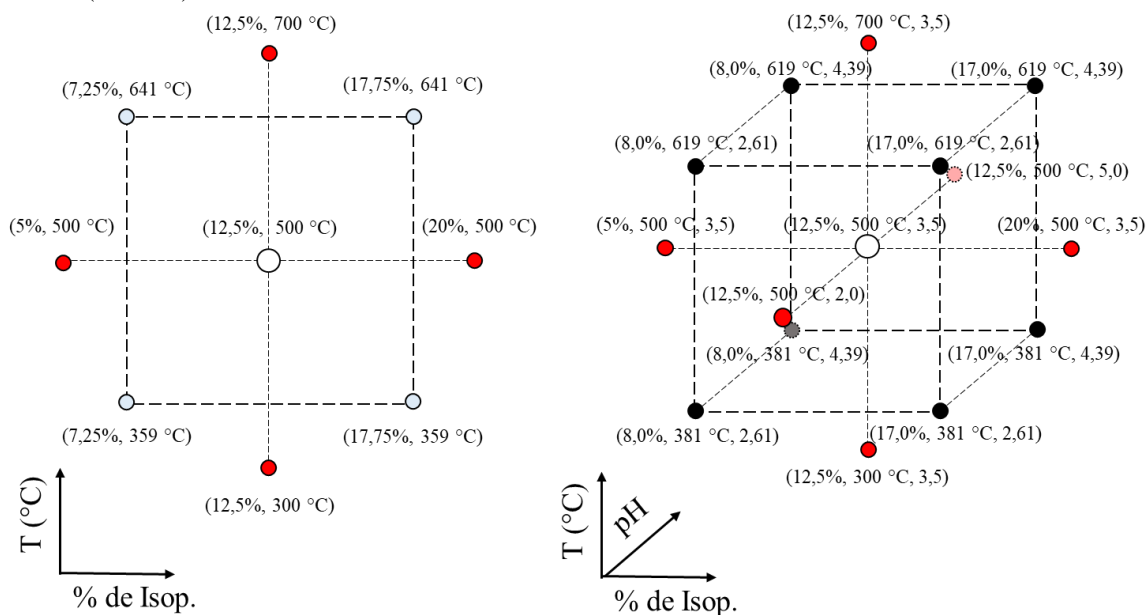 (12,5%, 700 °C)
(7,25%, 641 °C)
(17,75%, 641 °C)
(5%, 500 °C)
(12,5%, 500 °C)
(20%, 500 °C)
(7,25%, 359 °C)
(17,75%, 359 °C)
(12,5%, 300 °C)
T (°C)
% de Isop.
(12,5%, 700 °C, 3,5)
(8,0%, 619 °C, 4,39)
(17,0%, 619 °C, 4,39)
(8,0%, 619 °C, 2,61)
(17,0%, 619 °C, 2,61)
(12,5%, 500 °C, 5,0)
(5%, 500 °C, 3,5)
(12,5%, 500 °C, 3,5)
(20%, 500 °C, 3,5)
(12,5%, 500 °C, 2,0)
(8,0%, 381 °C, 4,39)
(17,0%, 381 °C, 4,39)
(8,0%, 381 °C, 2,61)
(17,0%, 381 °C, 2,61)
(12,5%, 300 °C, 3,5)
T (°C)
pH
% de Isop.